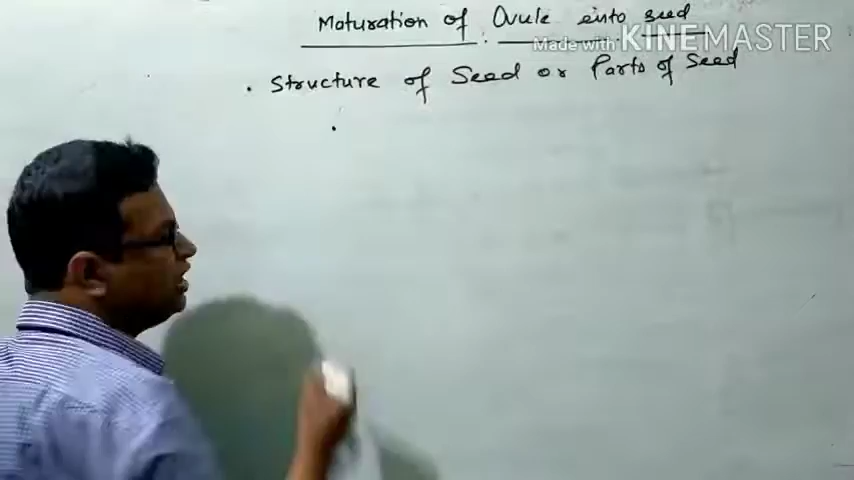 Maturation of Ovule into seed
Made with KINEMASTER
. Structure of Seed or Parts of Seed